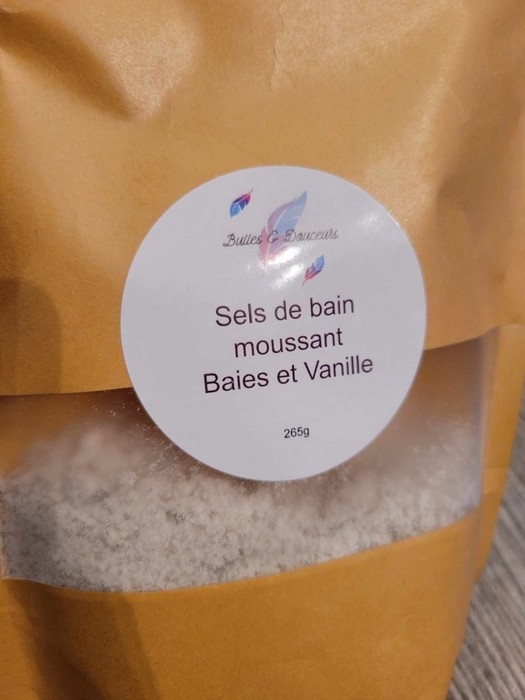 Bulles & Douceurs
Sels de bain
moussant
Baies et Vanille
265g